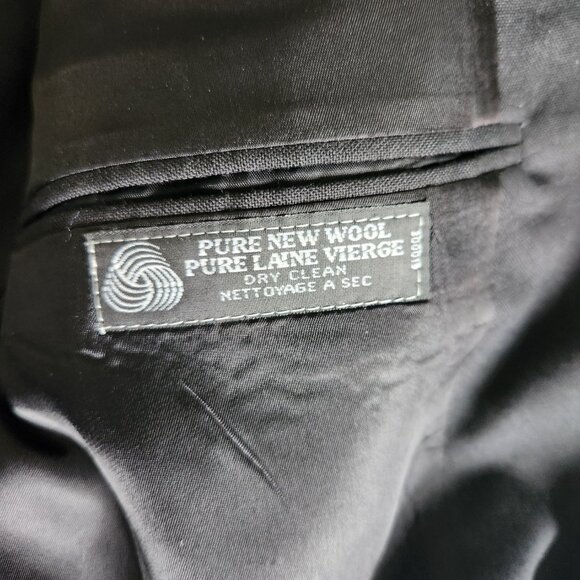 PURE NEW WOOL
PURE LAINE VIERGE
DRY CLEAN
NETTOYAGE A SEC